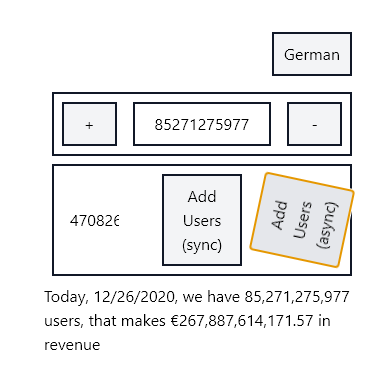 German
+
85271275977
-
470826
Add
Users
(sync)
Add
Users
(async)
Today, 12/26/2020, we have 85,271,275,977
users, that makes €267,887,614,171.57 in
revenue